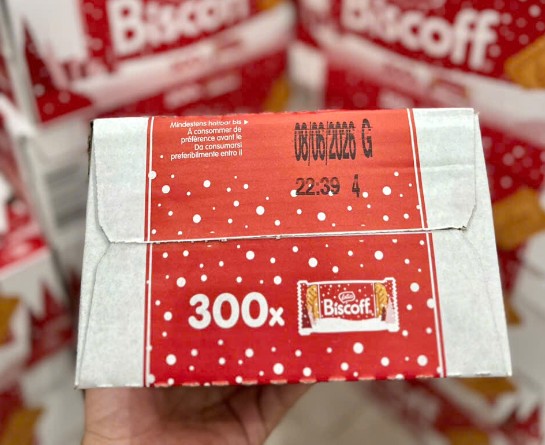 Biscoff
Biscoff
Mindestens haltbar bis ▸
À consommer de
préférence avant le
Da consumarsi
preferibilmente entro il
08/06/2026 G
22:39 4
300x
Lotus
Biscoff